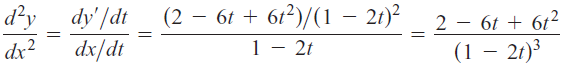 d²y/dx² = (dy′/dt)/(dx/dt) = ((2 − 6t + 6t²)/(1 − 2t)²)/(1 − 2t) = (2 − 6t + 6t²)/(1 − 2t)³